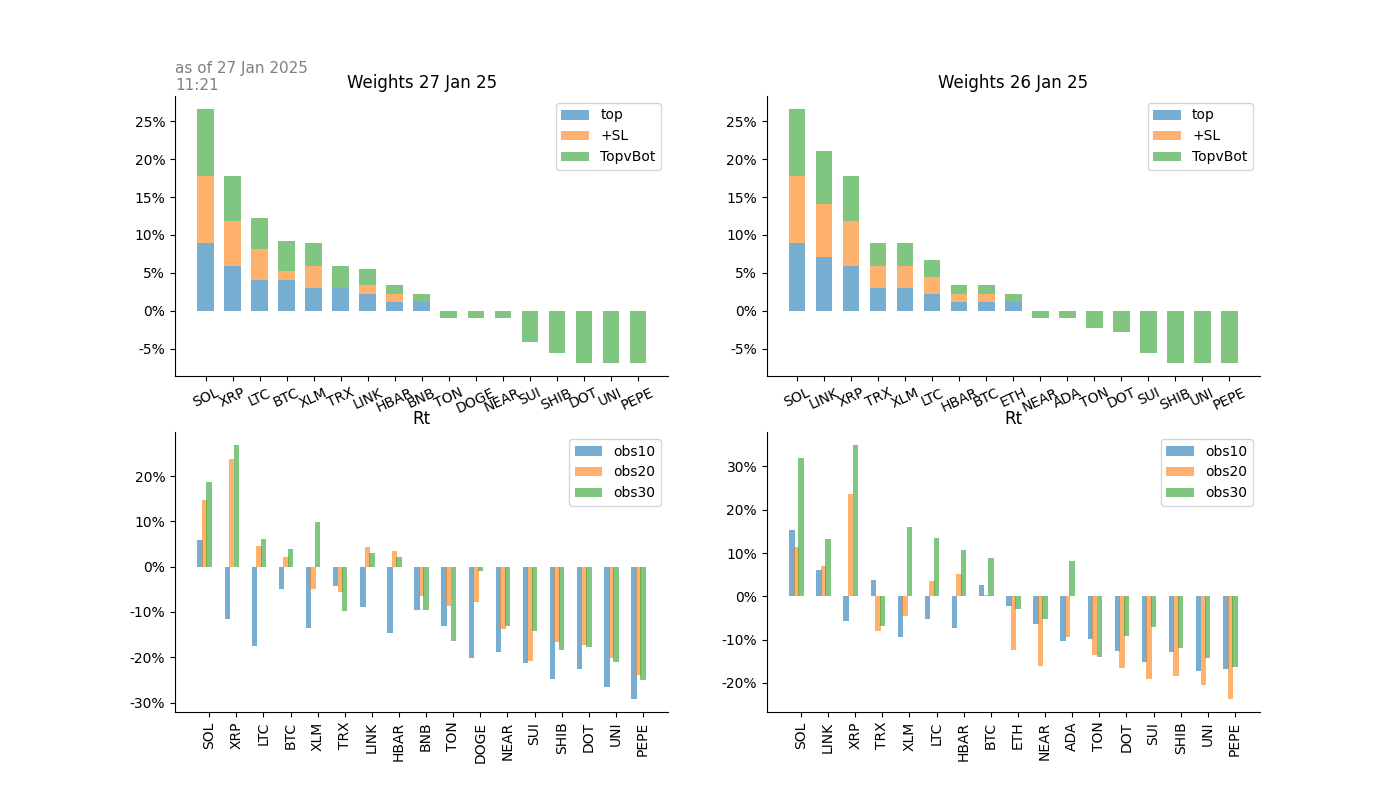 as of 27 Jan 2025
11:21
Weights 27 Jan 25
25%
20%
15%
10%
5%
0%
-5%
top
+SL
TopvBot
SOL XRP LTC BTC XLM TRX LINK HBAR BNB TON DOGE NEAR SUI SHIB DOT UNI PEPE
Weights 26 Jan 25
25%
20%
15%
10%
5%
0%
-5%
top
+SL
TopvBot
SOL LINK XRP TRX XLM LTC HBAR BTC ETH NEAR ADA TON DOT SUI SHIB UNI PEPE
Rt
20%
10%
0%
-10%
-20%
-30%
obs10
obs20
obs30
SOL XRP LTC BTC XLM TRX LINK HBAR BNB TON DOGE NEAR SUI SHIB DOT UNI PEPE
Rt
30%
20%
10%
0%
-10%
-20%
obs10
obs20
obs30
SOL LINK XRP TRX XLM LTC HBAR BTC ETH NEAR ADA TON DOT SUI SHIB UNI PEPE